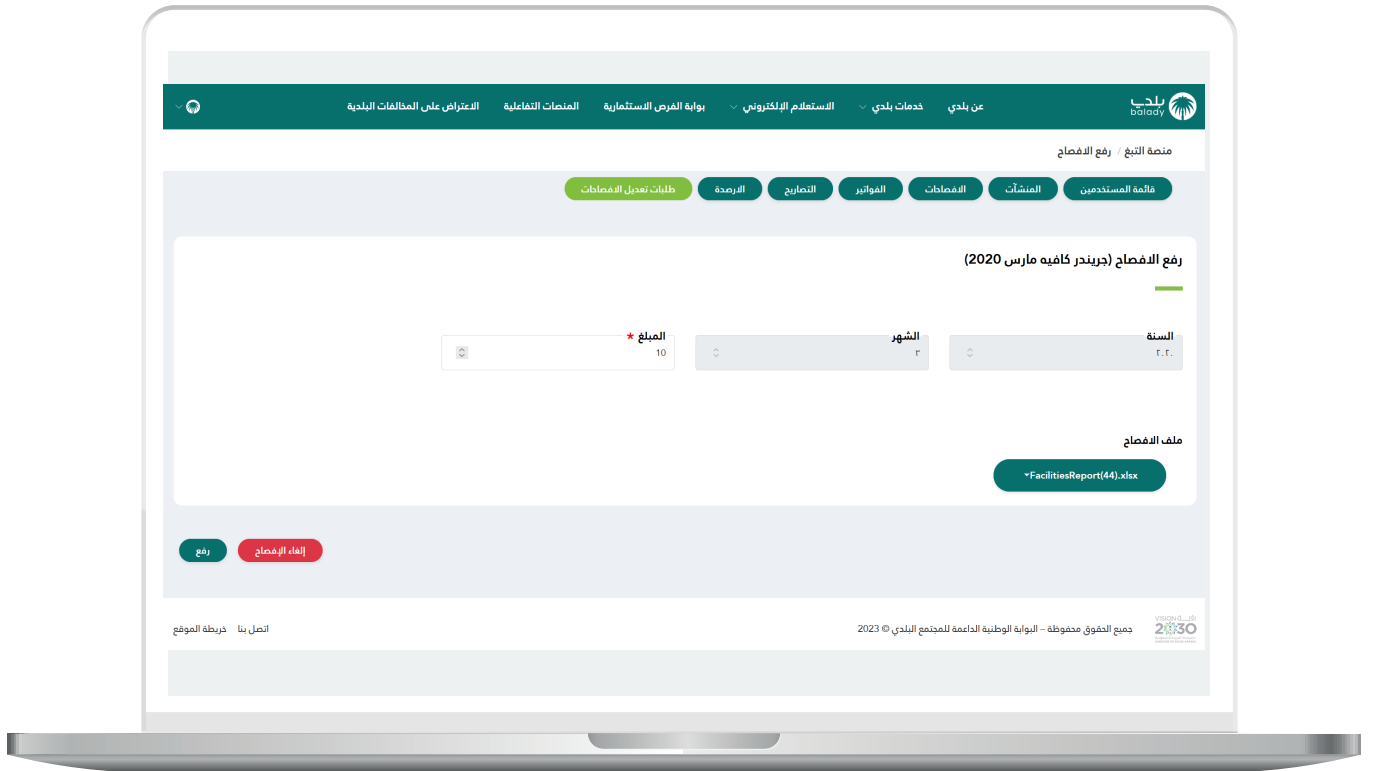 بلدي
balady
عن بلدي
خدمات بلدي
الاستعلام الإلكتروني
بوابة الفرص الاستثمارية
المنصات التفاعلية
الاعتراض على المخالفات البلدية
منصة التبغ / رفع الافصاح
قائمة المستخدمين
المنشآت
الافصاحات
الفواتير
التصاريح
الارصدة
طلبات تعديل الافصاحات
رفع الافصاح (جريندر كافيه مارس 2020)
السنة
٢٠٢٠
الشهر
٣
المبلغ *
10
ملف الافصاح
FacilitiesReport(44).xlsx
إلغاء الإفصاح
رفع
VISION رؤيـــة
2030
جميع الحقوق محفوظة – البوابة الوطنية الداعمة للمجتمع البلدي © 2023
اتصل بنا
خريطة الموقع